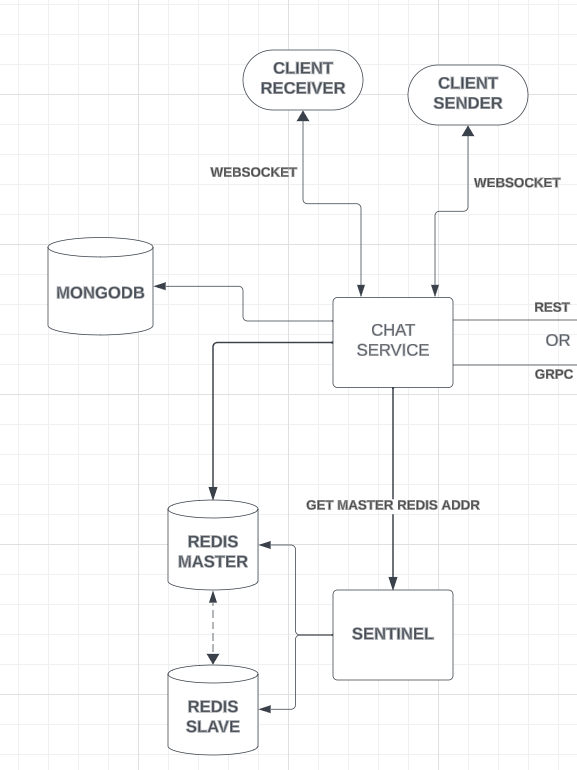 CLIENT
RECEIVER
CLIENT
SENDER
WEBSOCKET
WEBSOCKET
MONGODB
CHAT
SERVICE
REST
OR
GRPC
GET MASTER REDIS ADDR
REDIS
MASTER
SENTINEL
REDIS
SLAVE